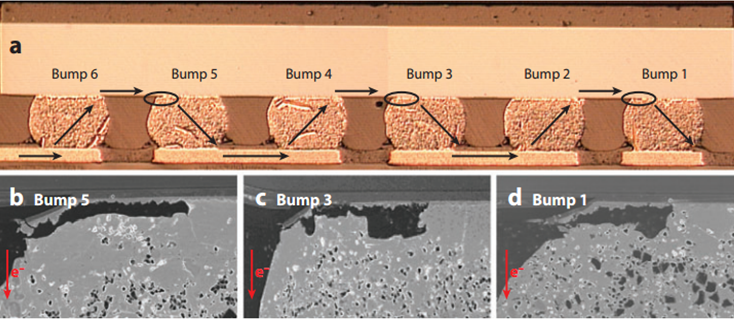 a
Bump 6
Bump 5
Bump 4
Bump 3
Bump 2
Bump 1
b Bump 5
c Bump 3
d Bump 1
e⁻
e⁻
e⁻